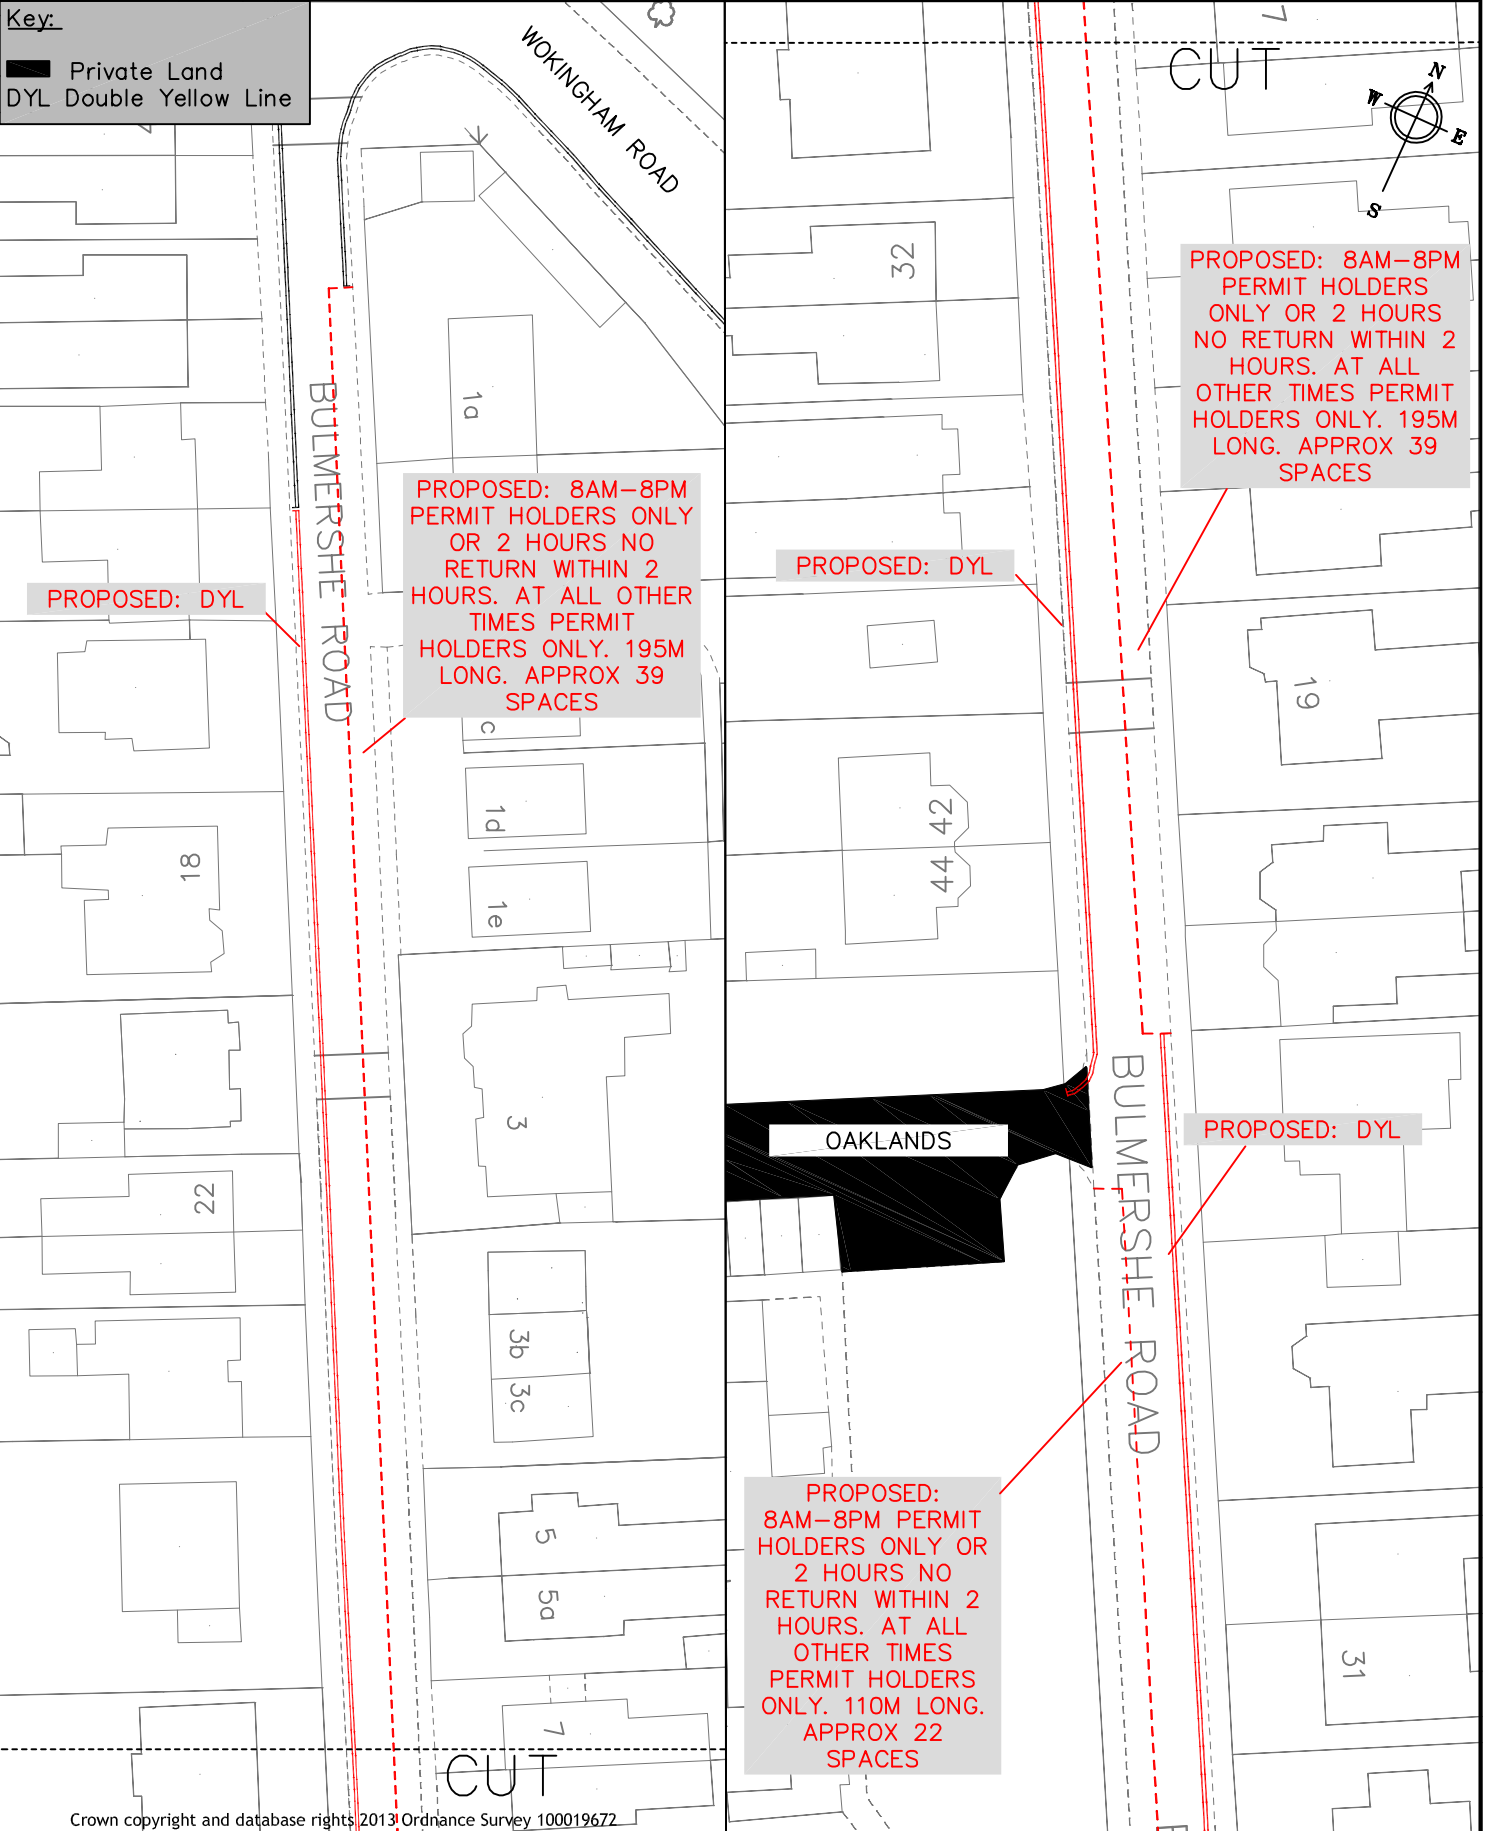 Key:
Private Land
DYL Double Yellow Line
WOKINGHAM ROAD
BULMERSHE ROAD
1a
PROPOSED: 8AM-8PM
PERMIT HOLDERS ONLY
OR 2 HOURS NO
RETURN WITHIN 2
HOURS. AT ALL OTHER
TIMES PERMIT
HOLDERS ONLY. 195M
LONG. APPROX 39
SPACES
PROPOSED: DYL
c
1d
1e
18
3
22
3b
3c
5
5a
7
CUT
Crown copyright and database rights 2013 Ordnance Survey 100019672
7
CUT
N
W
E
S
32
PROPOSED: 8AM-8PM
PERMIT HOLDERS
ONLY OR 2 HOURS
NO RETURN WITHIN 2
HOURS. AT ALL
OTHER TIMES PERMIT
HOLDERS ONLY. 195M
LONG. APPROX 39
SPACES
PROPOSED: DYL
19
42
44
OAKLANDS
BULMERSHE ROAD
PROPOSED: DYL
PROPOSED:
8AM-8PM PERMIT
HOLDERS ONLY OR
2 HOURS NO
RETURN WITHIN 2
HOURS. AT ALL
OTHER TIMES
PERMIT HOLDERS
ONLY. 110M LONG.
APPROX 22
SPACES
31